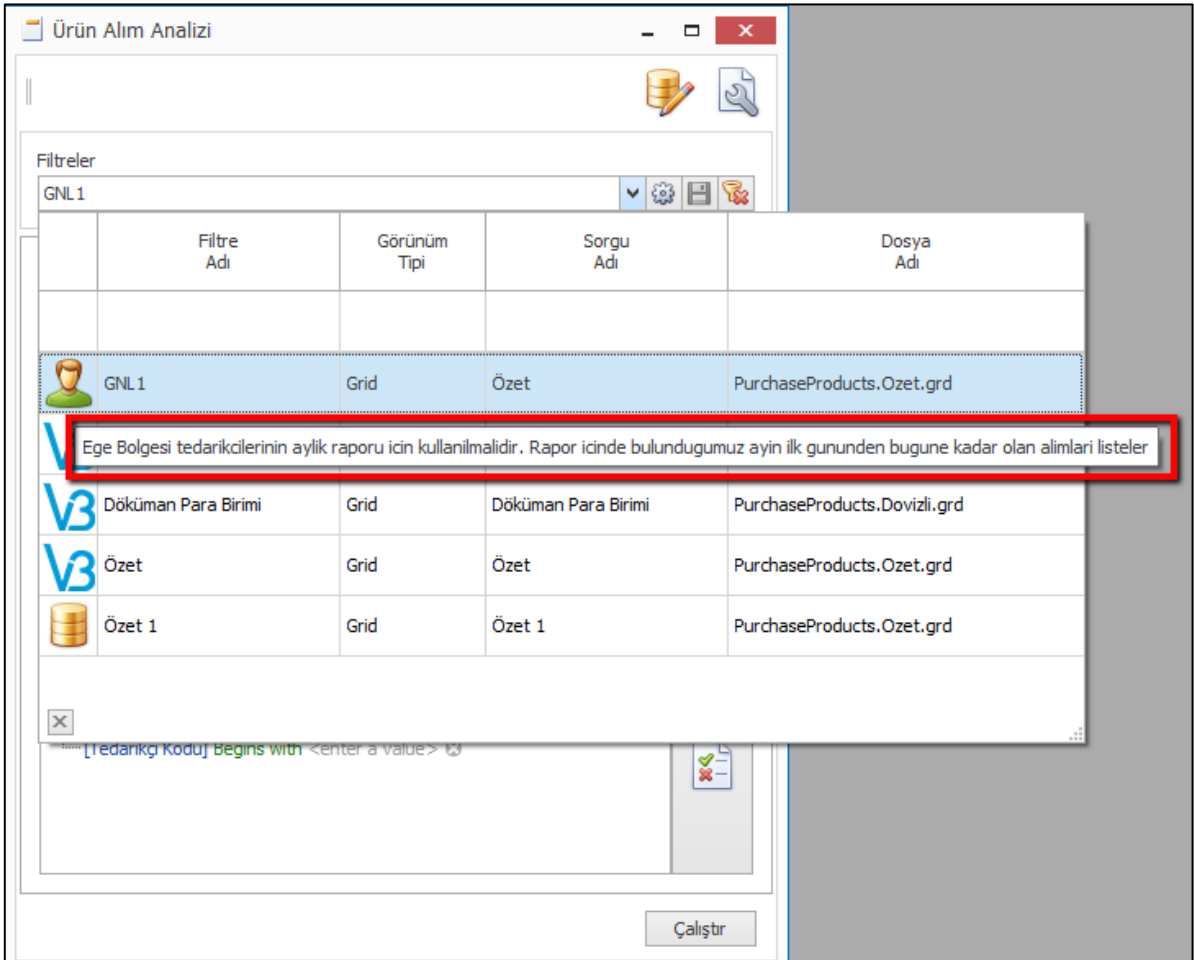 Ürün Alım Analizi
Filtreler
GNL1
Filtre Adı Görünüm Tipi Sorgu Adı Dosya Adı
GNL1 Grid Özet PurchaseProducts.Ozet.grd
Ege Bolgesi tedarikcilerinin aylik raporu icin kullanilmalidir. Rapor icinde bulundugumuz ayin ilk gununden bugune kadar olan alimlari listeler
V3 Döküman Para Birimi Grid Döküman Para Birimi PurchaseProducts.Dovizli.grd
V3 Özet Grid Özet PurchaseProducts.Ozet.grd
Özet 1 Grid Özet 1 PurchaseProducts.Ozet.grd
[Tedarikçi Kodu] Begins with <enter a value>
Çalıştır